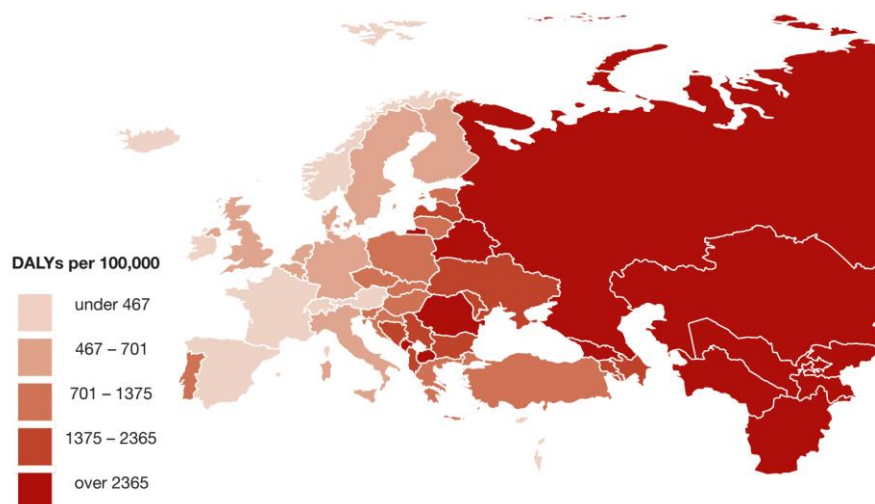 DALYs per 100,000
under 467
467 – 701
701 – 1375
1375 – 2365
over 2365